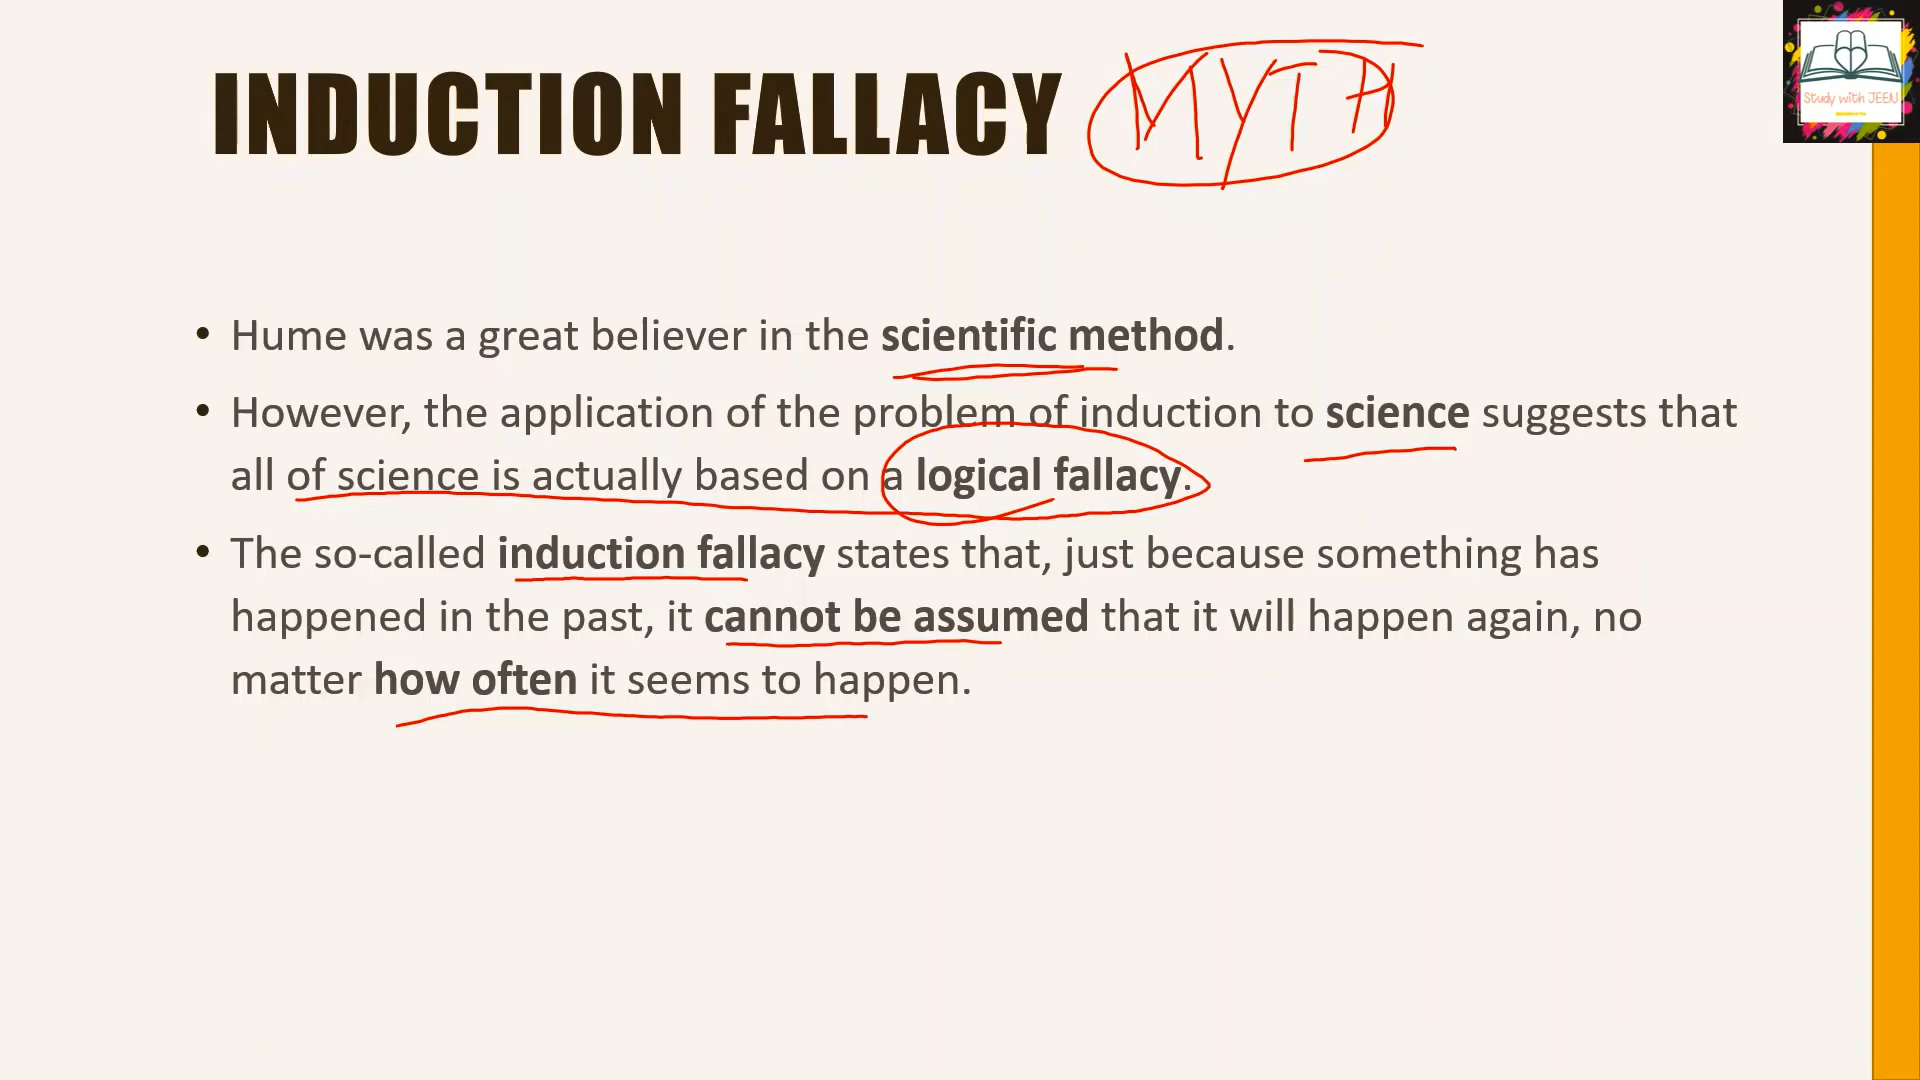 INDUCTION FALLACY MYTH
Study with JEEN
• Hume was a great believer in the scientific method.
• However, the application of the problem of induction to science suggests that
all of science is actually based on a logical fallacy.
• The so-called induction fallacy states that, just because something has
happened in the past, it cannot be assumed that it will happen again, no
matter how often it seems to happen.